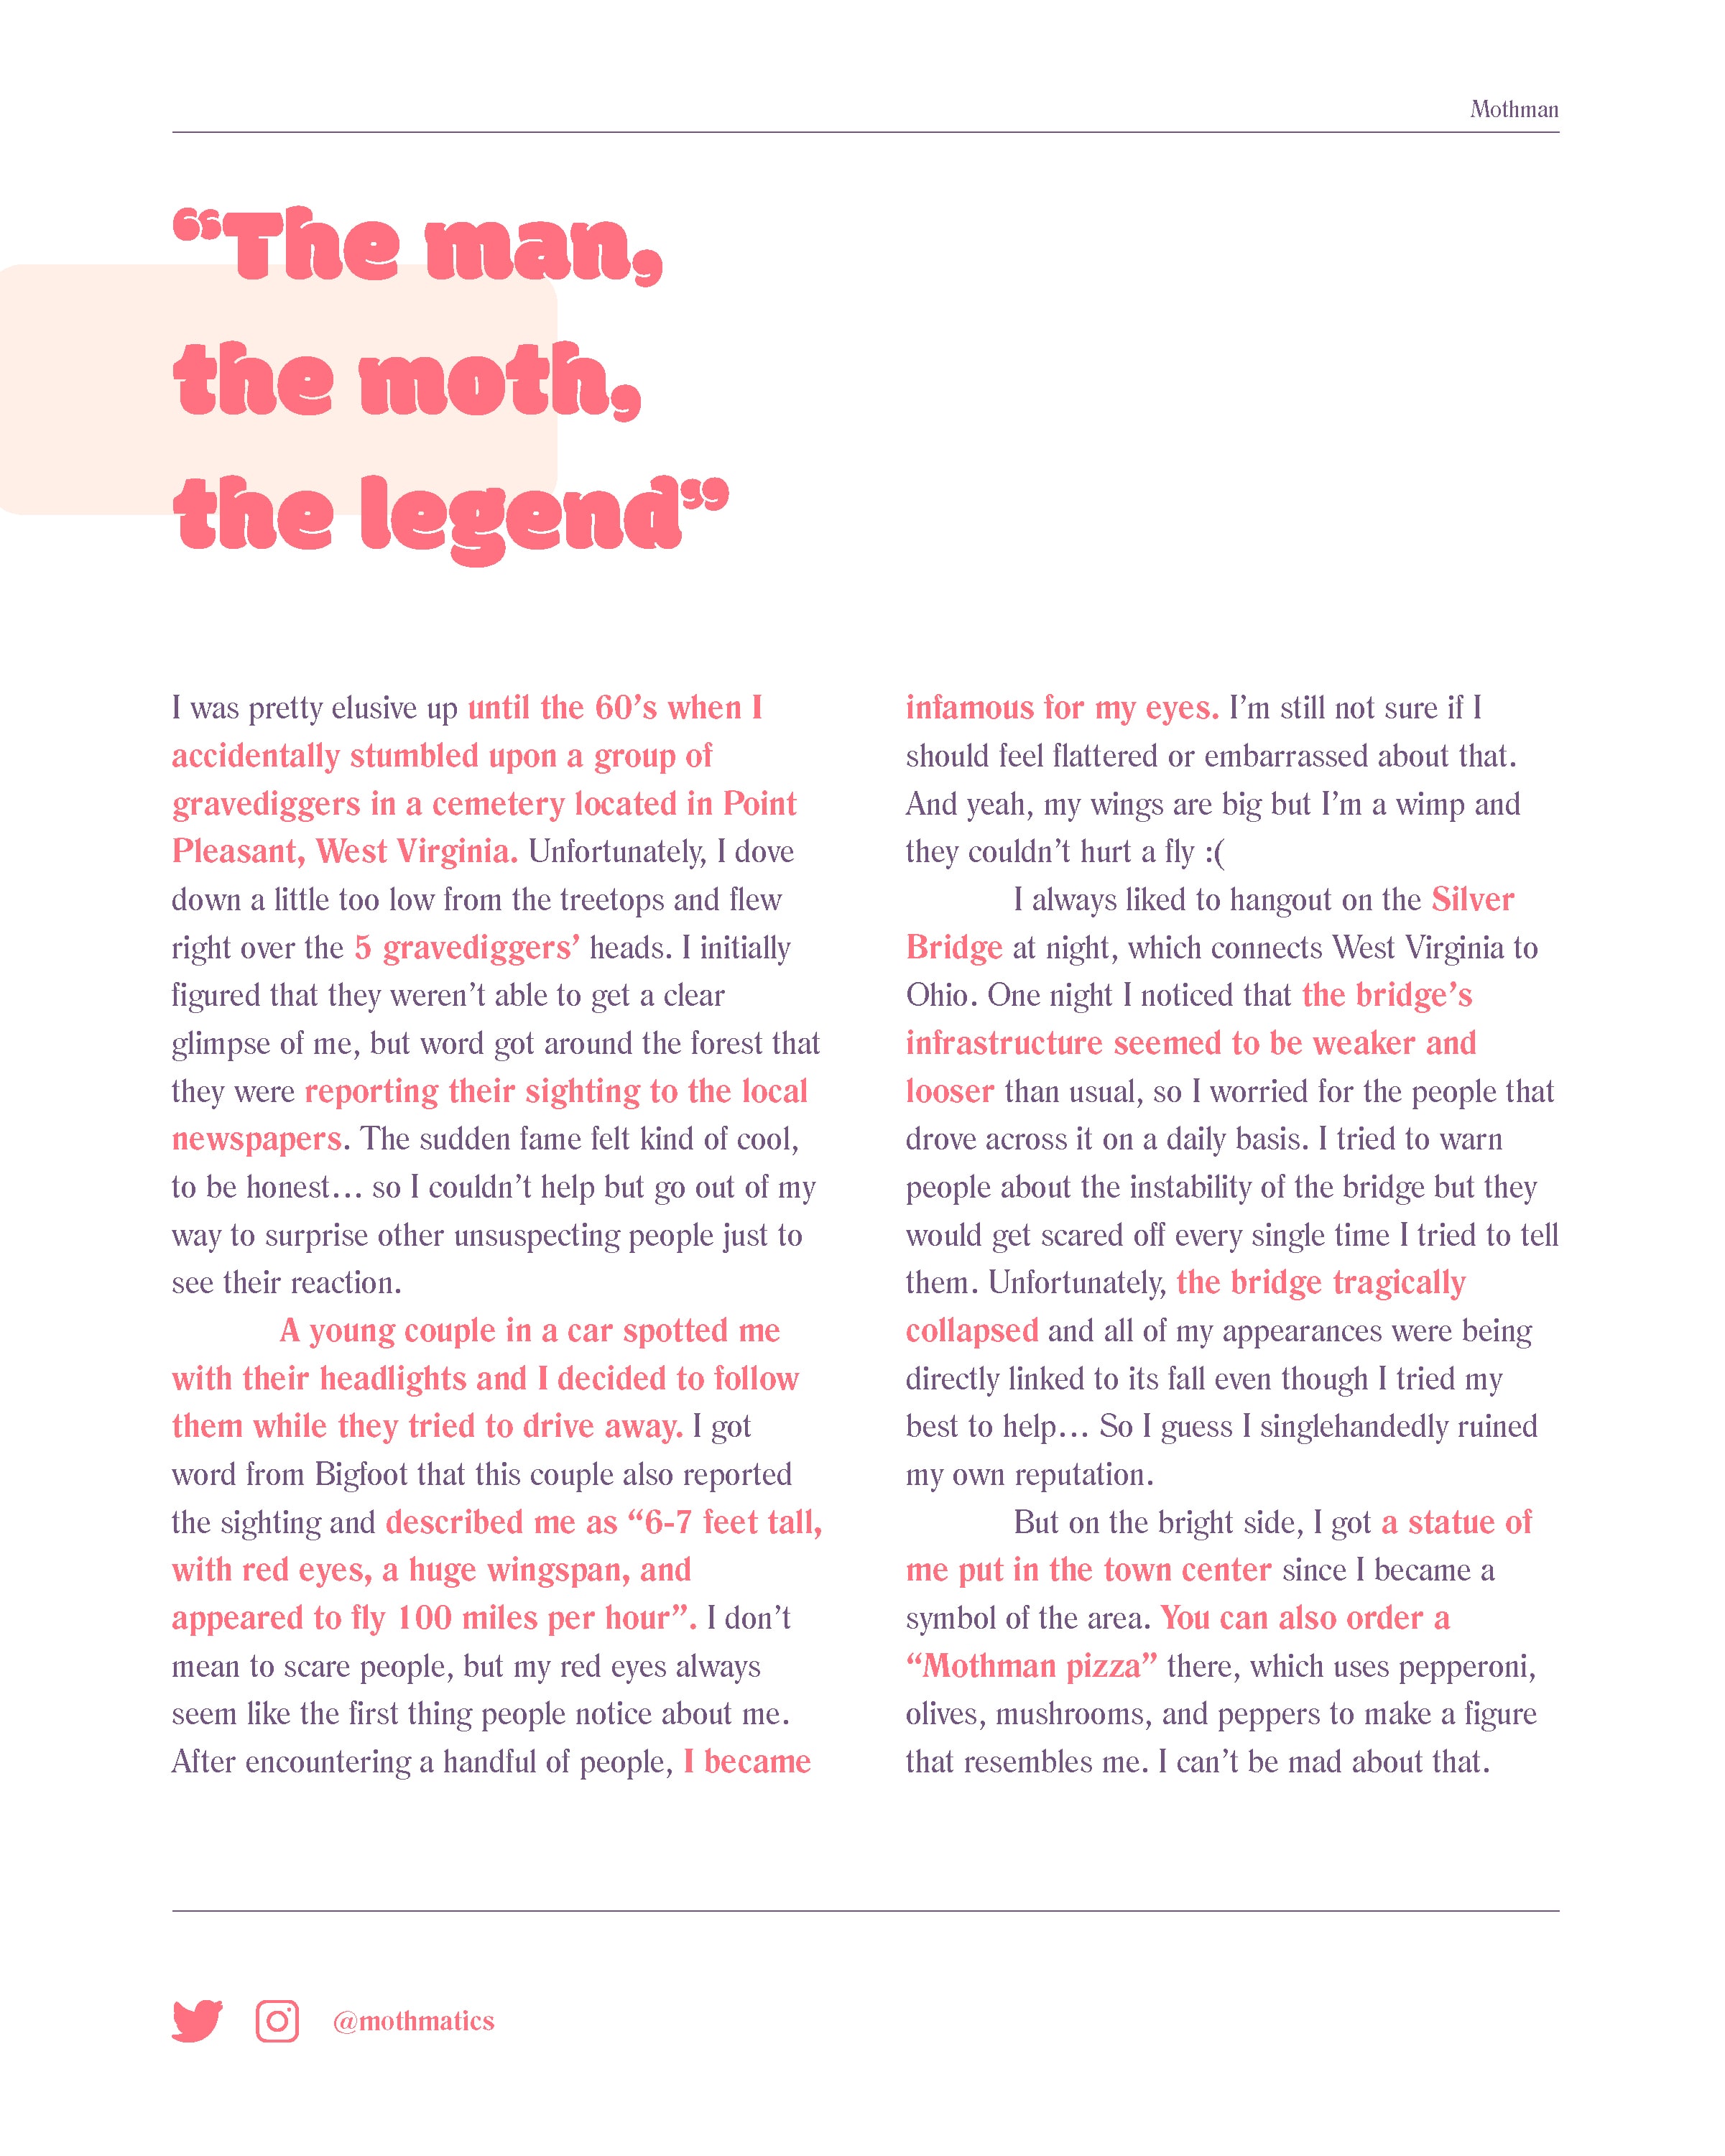 Mothman
“The man,
the moth,
the legend”
I was pretty elusive up until the 60’s when I
accidentally stumbled upon a group of
gravediggers in a cemetery located in Point
Pleasant, West Virginia. Unfortunately, I dove
down a little too low from the treetops and flew
right over the 5 gravediggers’ heads. I initially
figured that they weren’t able to get a clear
glimpse of me, but word got around the forest that
they were reporting their sighting to the local
newspapers. The sudden fame felt kind of cool,
to be honest… so I couldn’t help but go out of my
way to surprise other unsuspecting people just to
see their reaction.
A young couple in a car spotted me
with their headlights and I decided to follow
them while they tried to drive away. I got
word from Bigfoot that this couple also reported
the sighting and described me as “6-7 feet tall,
with red eyes, a huge wingspan, and
appeared to fly 100 miles per hour”. I don’t
mean to scare people, but my red eyes always
seem like the first thing people notice about me.
After encountering a handful of people, I became
infamous for my eyes. I’m still not sure if I
should feel flattered or embarrassed about that.
And yeah, my wings are big but I’m a wimp and
they couldn’t hurt a fly :(
I always liked to hangout on the Silver
Bridge at night, which connects West Virginia to
Ohio. One night I noticed that the bridge’s
infrastructure seemed to be weaker and
looser than usual, so I worried for the people that
drove across it on a daily basis. I tried to warn
people about the instability of the bridge but they
would get scared off every single time I tried to tell
them. Unfortunately, the bridge tragically
collapsed and all of my appearances were being
directly linked to its fall even though I tried my
best to help… So I guess I singlehandedly ruined
my own reputation.
But on the bright side, I got a statue of
me put in the town center since I became a
symbol of the area. You can also order a
“Mothman pizza” there, which uses pepperoni,
olives, mushrooms, and peppers to make a figure
that resembles me. I can’t be mad about that.
@mothmatics